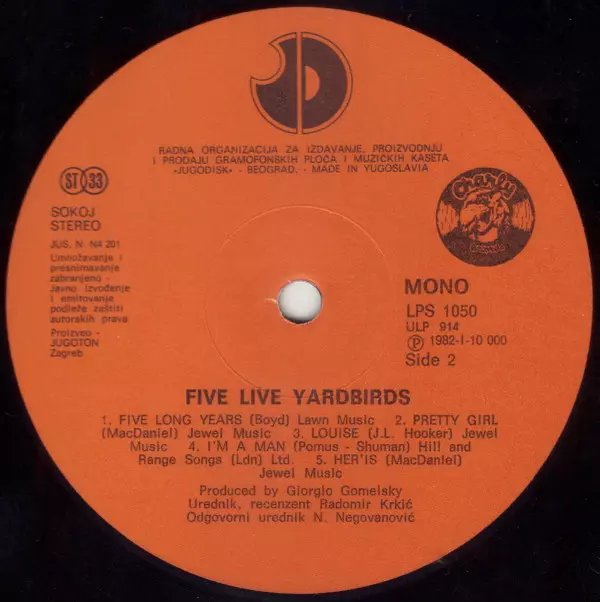 RADNA ORGANIZACIJA ZA IZDAVANJE, PROIZVODNJU
I PRODAJU GRAMOFONSKIH PLOČA I MUZIČKIH KASETA
»JUGODISK« - BEOGRAD, - MADE IN YUGOSLAVIA
ST 33
SOKOJ
STEREO
JUS. N. N4 201
Umnožavanje i
presnimavanje
zabranjeno -
Javno izvođenje
i emitovanje
podleže zaštiti
autorskih prava
Proizveo -
JUGOTON
Zagreb
Charly
MONO
LPS 1050
ULP 914
Ⓟ 1982-I-10 000
Side 2
FIVE LIVE YARDBIRDS
1. FIVE LONG YEARS (Boyd) Lawn Music 2. PRETTY GIRL
(MacDaniel) Jewel Music 3. LOUISE (J.L. Hooker) Jewel
Music 4. I'M A MAN (Pomus - Shuman) Hill and
Range Songs (Ldn) Ltd. 5. HER'IS (MacDaniel)
Jewel Music
Produced by Giorgio Gomelsky
Urednik, recenzent Radomir Krkić
Odgovorni urednik N. Negovanović